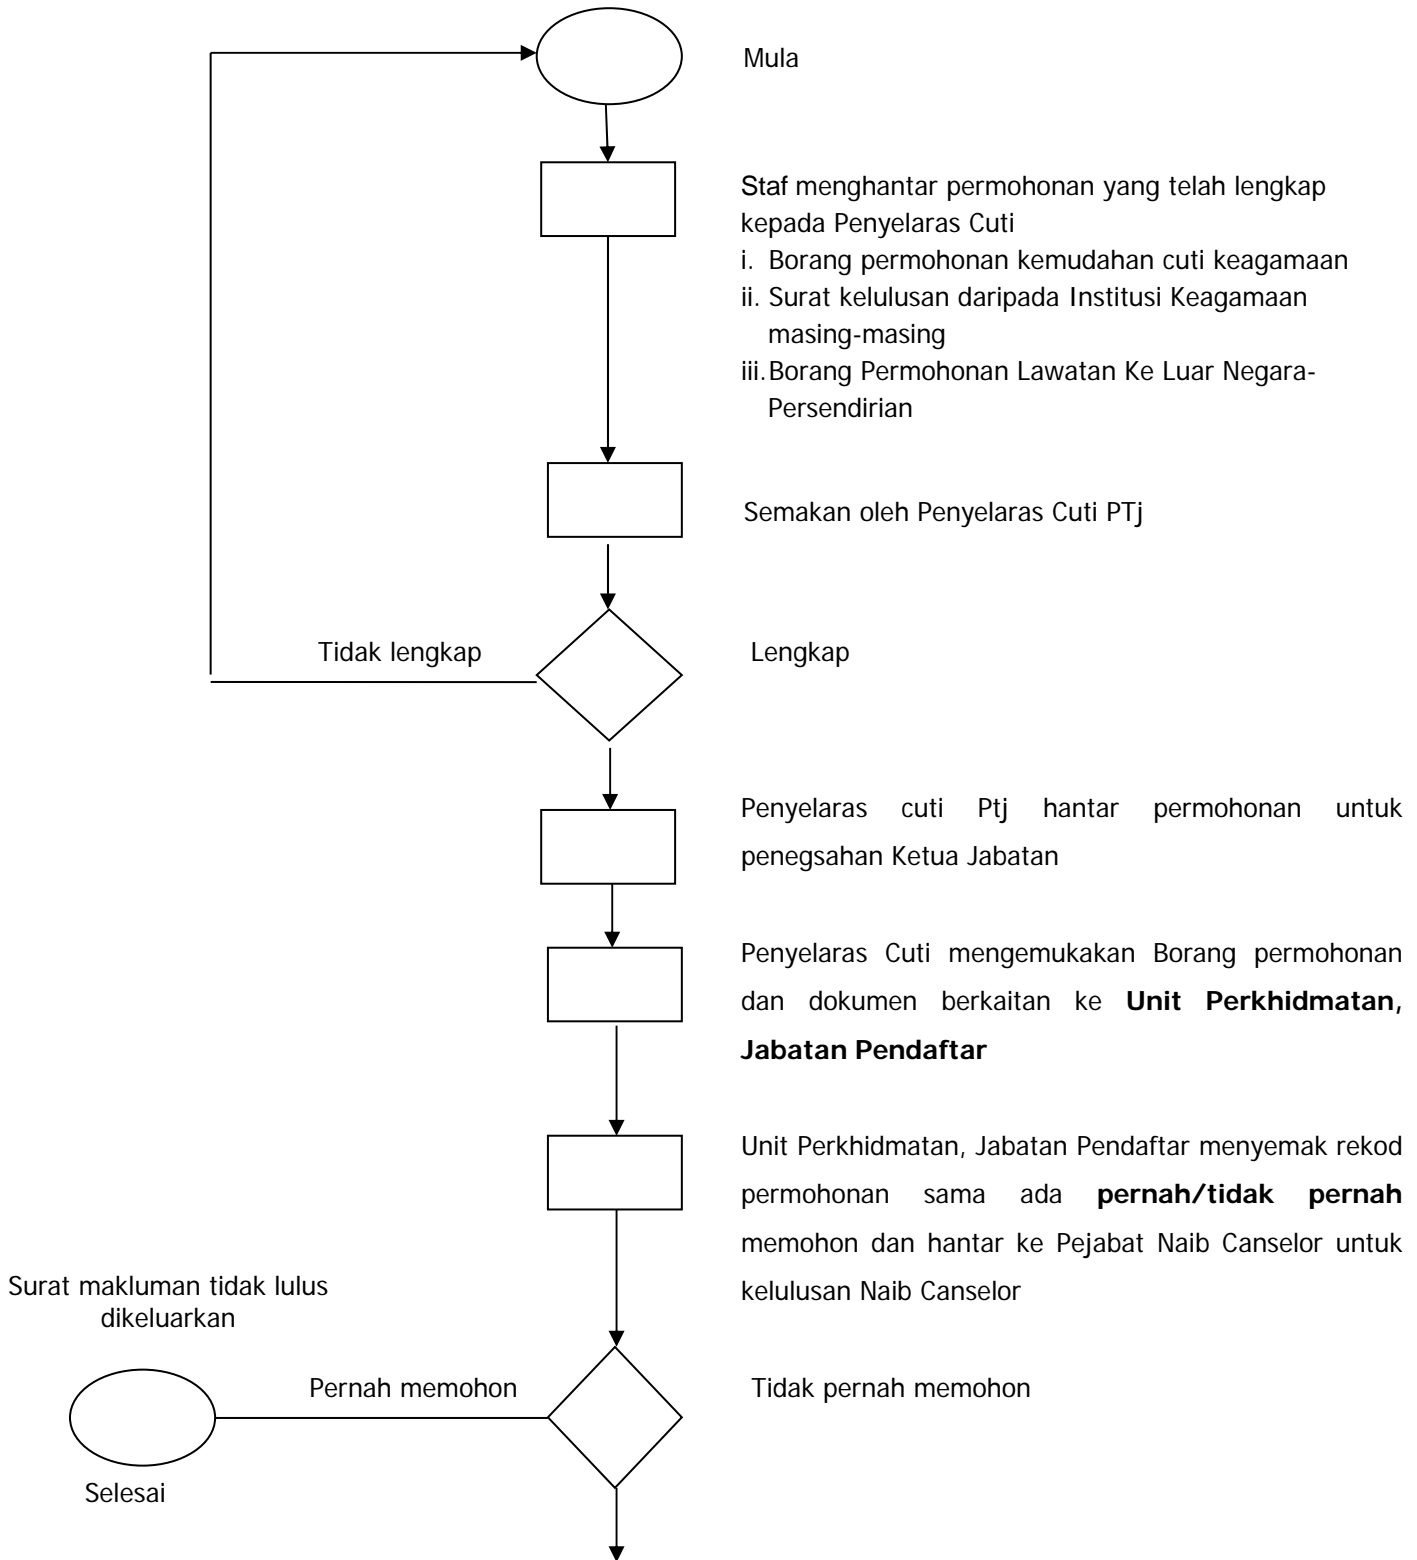 Mula
Staf menghantar permohonan yang telah lengkap
kepada Penyelaras Cuti
i. Borang permohonan kemudahan cuti keagamaan
ii. Surat kelulusan daripada Institusi Keagamaan
masing-masing
iii.Borang Permohonan Lawatan Ke Luar Negara-
Persendirian
Semakan oleh Penyelaras Cuti PTj
Tidak lengkap
Lengkap
Penyelaras cuti Ptj hantar permohonan untuk
penegsahan Ketua Jabatan
Penyelaras Cuti mengemukakan Borang permohonan
dan dokumen berkaitan ke Unit Perkhidmatan,
Jabatan Pendaftar
Unit Perkhidmatan, Jabatan Pendaftar menyemak rekod
permohonan sama ada pernah/tidak pernah
memohon dan hantar ke Pejabat Naib Canselor untuk
kelulusan Naib Canselor
Surat makluman tidak lulus
dikeluarkan
Pernah memohon
Tidak pernah memohon
Selesai